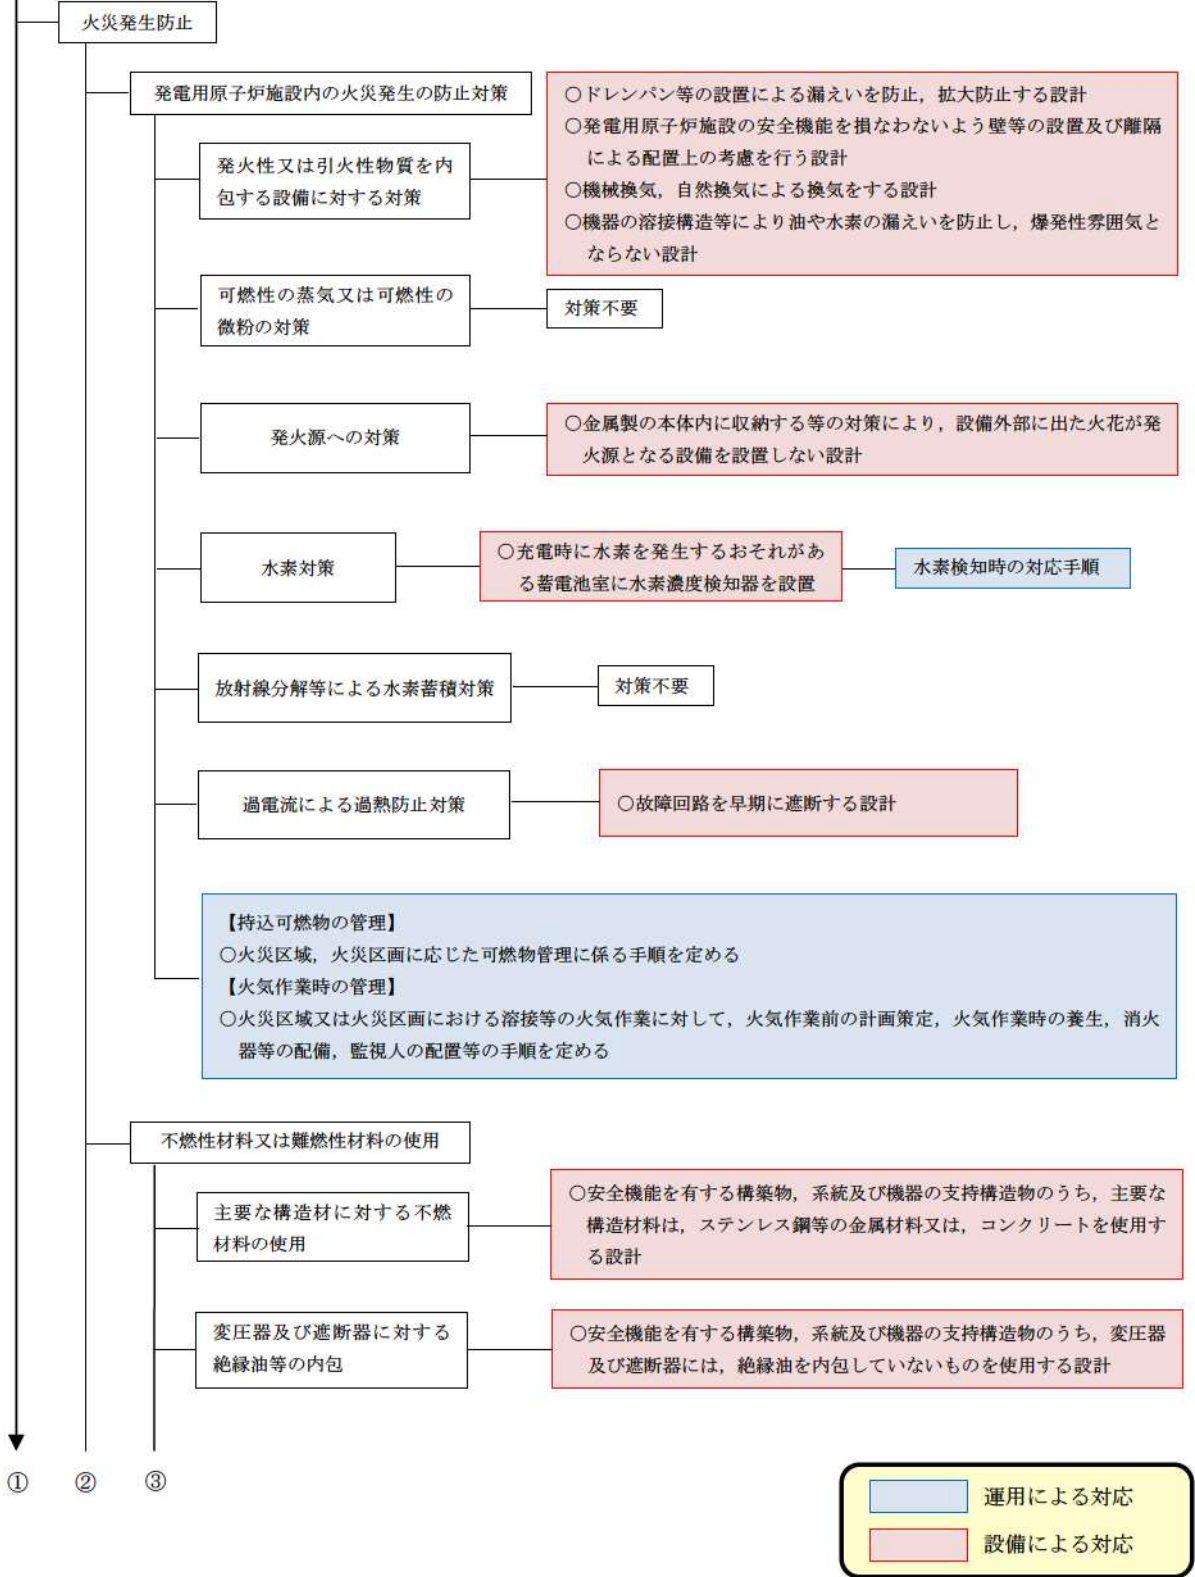 火災発生防止
発電用原子炉施設内の火災発生の防止対策
○ドレンパン等の設置による漏えいを防止，拡大防止する設計
○発電用原子炉施設の安全機能を損なわないよう壁等の設置及び離隔
による配置上の考慮を行う設計
○機械換気，自然換気による換気をする設計
○機器の溶接構造等により油や水素の漏えいを防止し，爆発性雰囲気と
ならない設計
発火性又は引火性物質を内
包する設備に対する対策
可燃性の蒸気又は可燃性の
微粉の対策
対策不要
発火源への対策
○金属製の本体内に収納する等の対策により，設備外部に出た火花が発
火源となる設備を設置しない設計
水素対策
○充電時に水素を発生するおそれがあ
る蓄電池室に水素濃度検知器を設置
水素検知時の対応手順
放射線分解等による水素蓄積対策
対策不要
過電流による過熱防止対策
○故障回路を早期に遮断する設計
【持込可燃物の管理】
○火災区域，火災区画に応じた可燃物管理に係る手順を定める
【火気作業時の管理】
○火災区域又は火災区画における溶接等の火気作業に対して，火気作業前の計画策定，火気作業時の養生，消火
器等の配備，監視人の配置等の手順を定める
不燃性材料又は難燃性材料の使用
主要な構造材に対する不燃
材料の使用
○安全機能を有する構築物，系統及び機器の支持構造物のうち，主要な
構造材料は，ステンレス鋼等の金属材料又は，コンクリートを使用す
る設計
変圧器及び遮断器に対する
絶縁油等の内包
○安全機能を有する構築物，系統及び機器の支持構造物のうち，変圧器
及び遮断器には，絶縁油を内包していないものを使用する設計
① ② ③
運用による対応
設備による対応